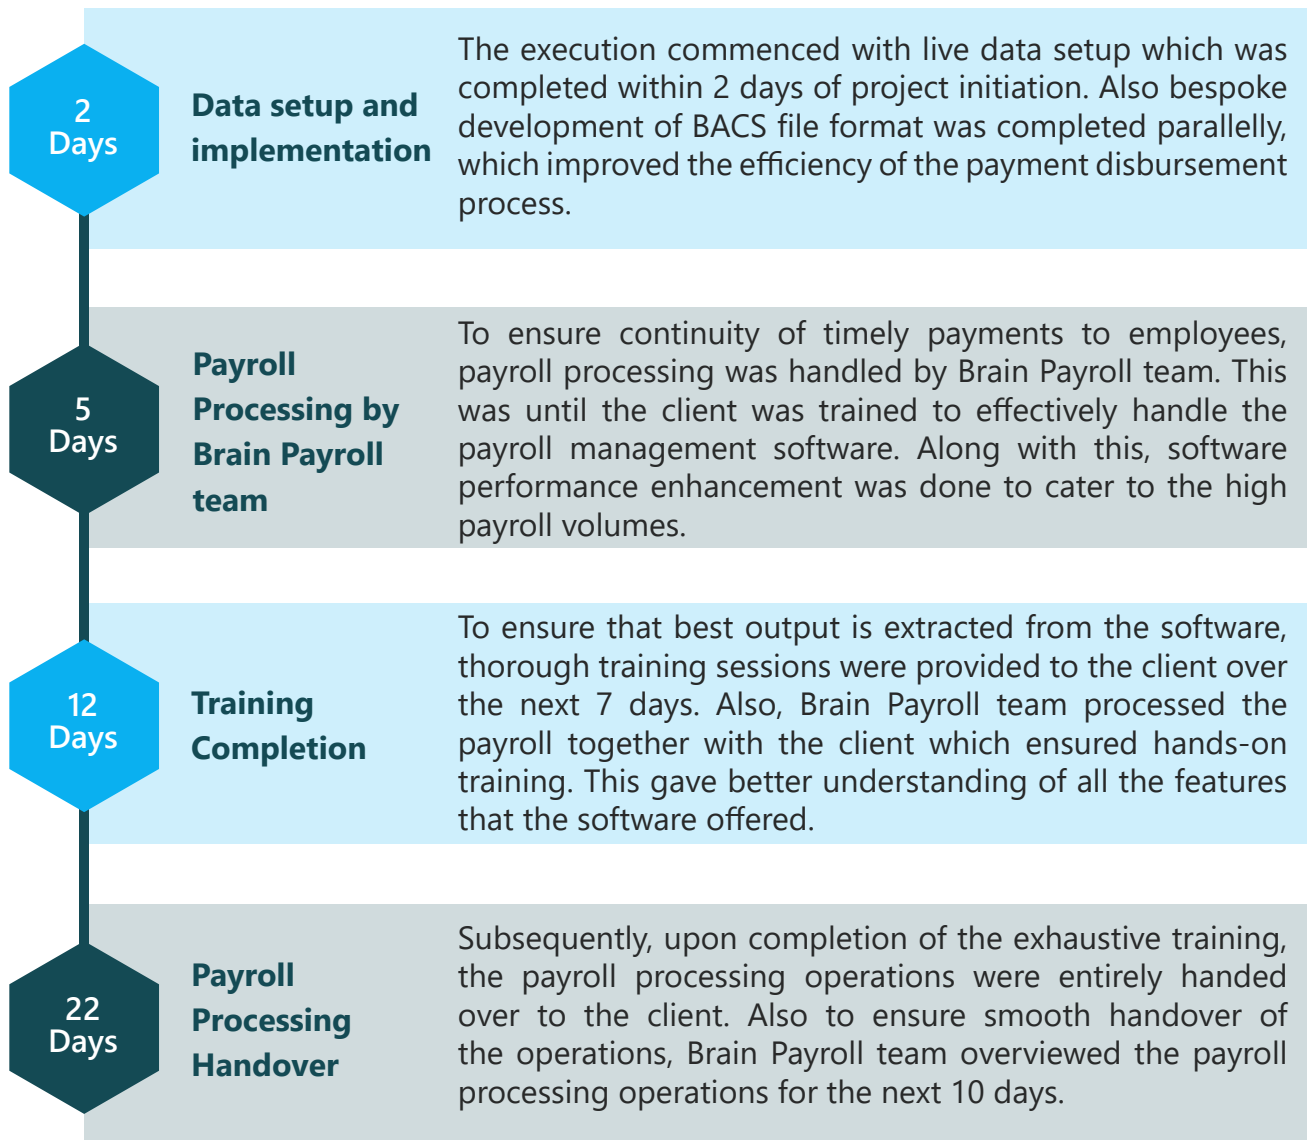 2
Days
Data setup and
implementation
The execution commenced with live data setup which was
completed within 2 days of project initiation. Also bespoke
development of BACS file format was completed parallelly,
which improved the efficiency of the payment disbursement
process.
5
Days
Payroll
Processing by
Brain Payroll
team
To ensure continuity of timely payments to employees,
payroll processing was handled by Brain Payroll team. This
was until the client was trained to effectively handle the
payroll management software. Along with this, software
performance enhancement was done to cater to the high
payroll volumes.
12
Days
Training
Completion
To ensure that best output is extracted from the software,
thorough training sessions were provided to the client over
the next 7 days. Also, Brain Payroll team processed the
payroll together with the client which ensured hands-on
training. This gave better understanding of all the features
that the software offered.
22
Days
Payroll
Processing
Handover
Subsequently, upon completion of the exhaustive training,
the payroll processing operations were entirely handed
over to the client. Also to ensure smooth handover of
the operations, Brain Payroll team overviewed the payroll
processing operations for the next 10 days.